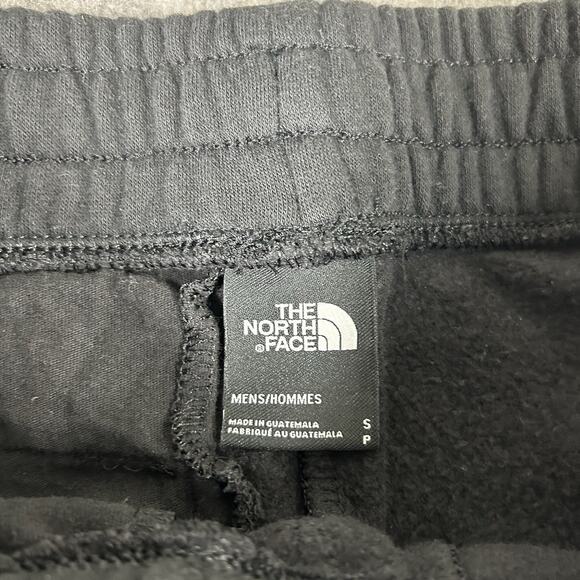 THE
NORTH
®FACE
MENS/HOMMES
MADE IN GUATEMALA S
FABRIQUÉ AU GUATEMALA P